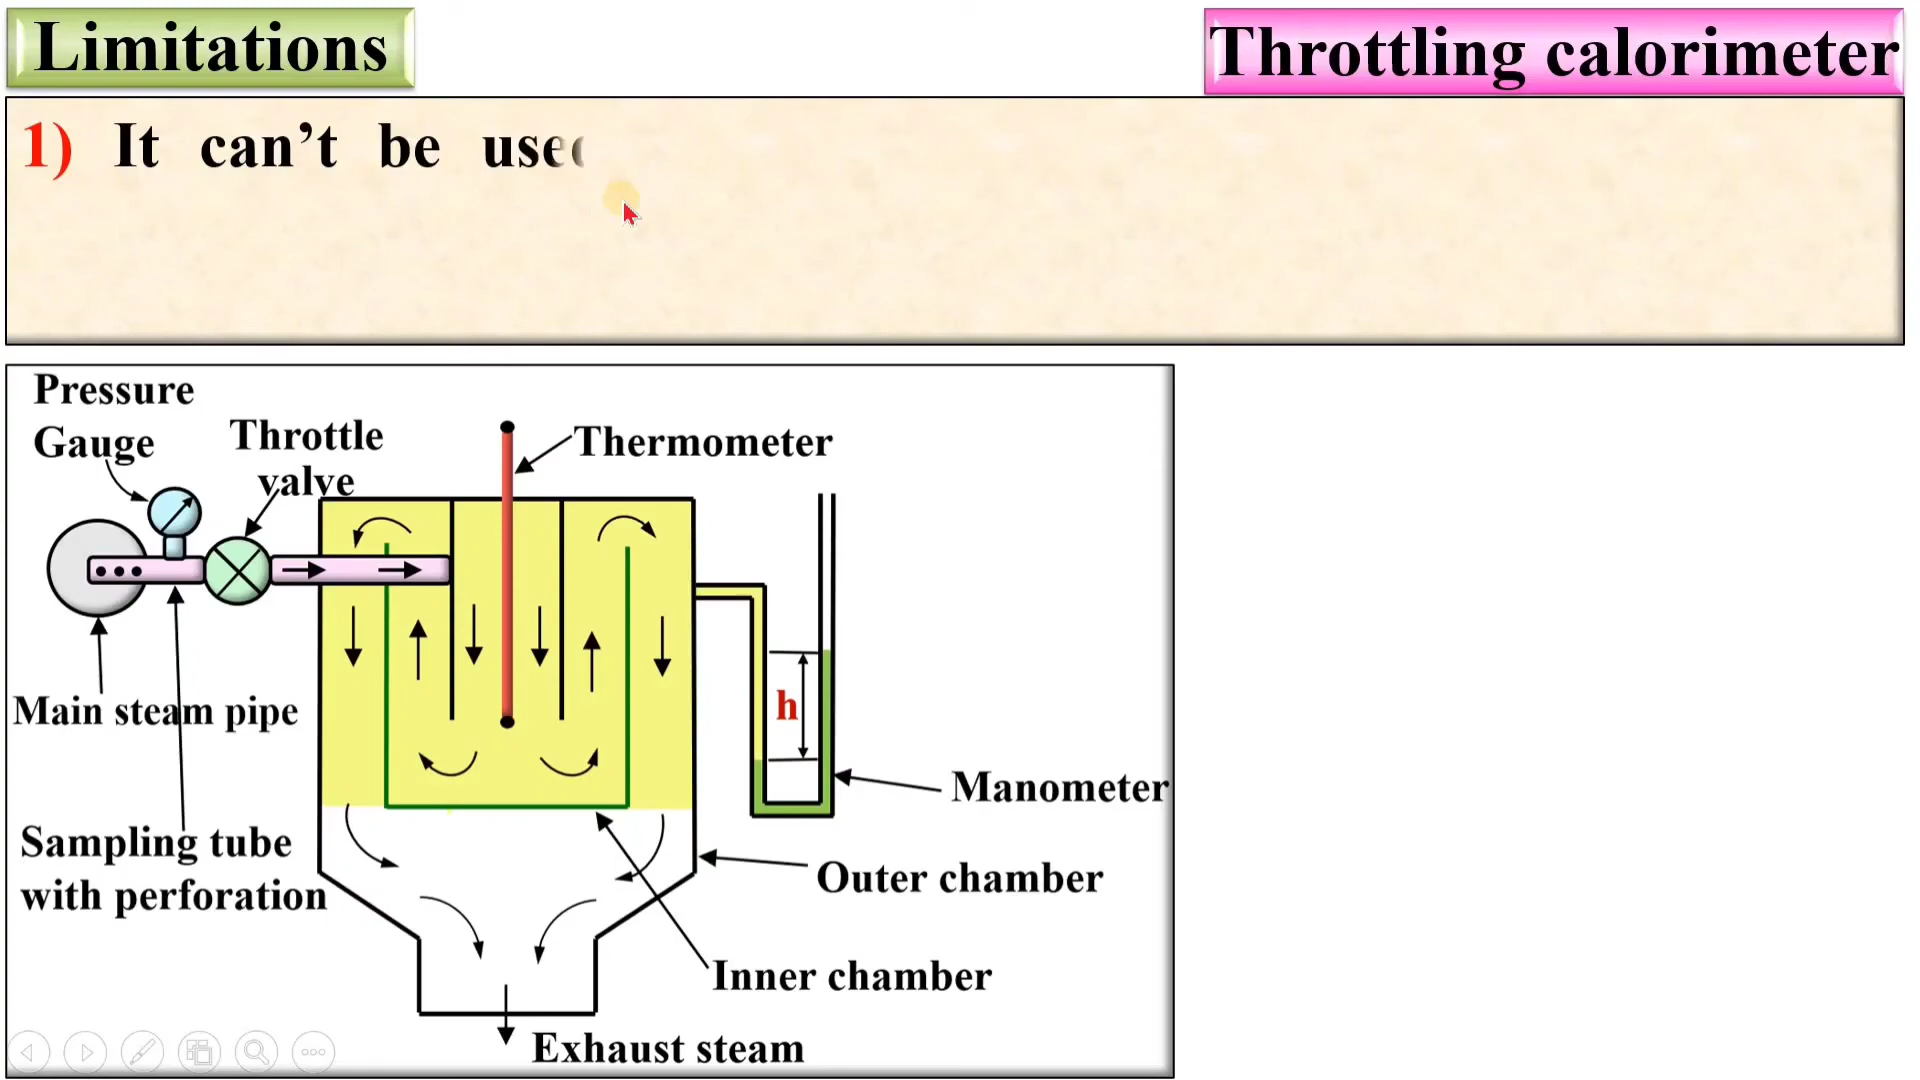 Limitations
Throttling calorimeter
1) It can’t be used
Pressure
Gauge
Throttle
valve
Thermometer
Main steam pipe
h
Manometer
Sampling tube
with perforation
Outer chamber
Inner chamber
Exhaust steam